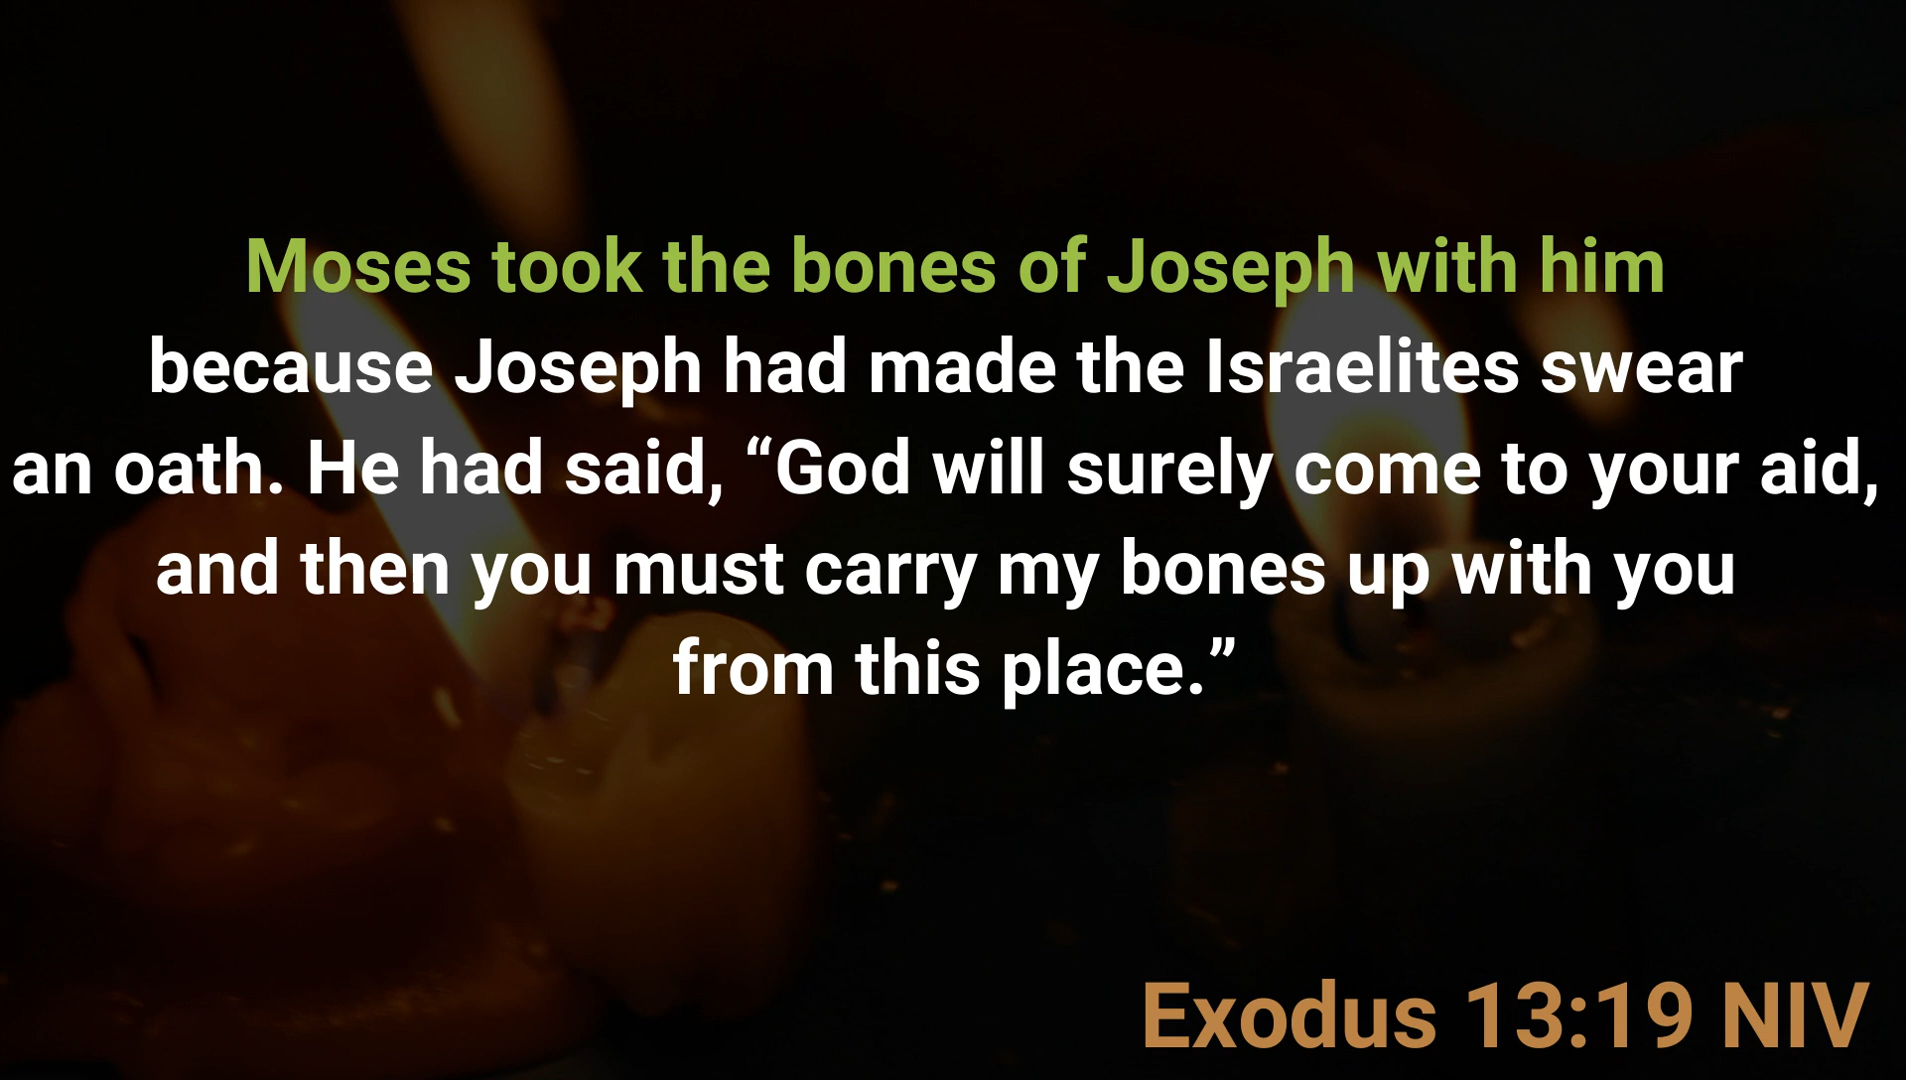 Moses took the bones of Joseph with him
because Joseph had made the Israelites swear
an oath. He had said, “God will surely come to your aid,
and then you must carry my bones up with you
from this place.”
Exodus 13:19 NIV